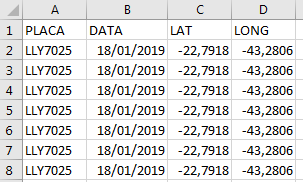 A B C D
1 PLACA DATA LAT LONG
2 LLY7025 18/01/2019 -22,7918 -43,2806
3 LLY7025 18/01/2019 -22,7918 -43,2806
4 LLY7025 18/01/2019 -22,7918 -43,2806
5 LLY7025 18/01/2019 -22,7918 -43,2806
6 LLY7025 18/01/2019 -22,7918 -43,2806
7 LLY7025 18/01/2019 -22,7918 -43,2806
8 LLY7025 18/01/2019 -22,7918 -43,2806